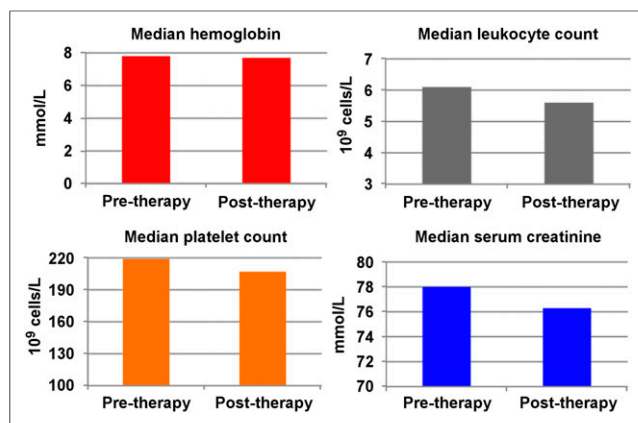 Median hemoglobin
mmol/L
8
6
4
2
0
Pre-therapy Post-therapy
Median leukocyte count
10⁹ cells/L
7
6
5
4
3
Pre-therapy Post-therapy
Median platelet count
10⁹ cells/L
220
190
160
130
100
Pre-therapy Post-therapy
Median serum creatinine
mmol/L
80
78
76
74
72
70
Pre-therapy Post-therapy